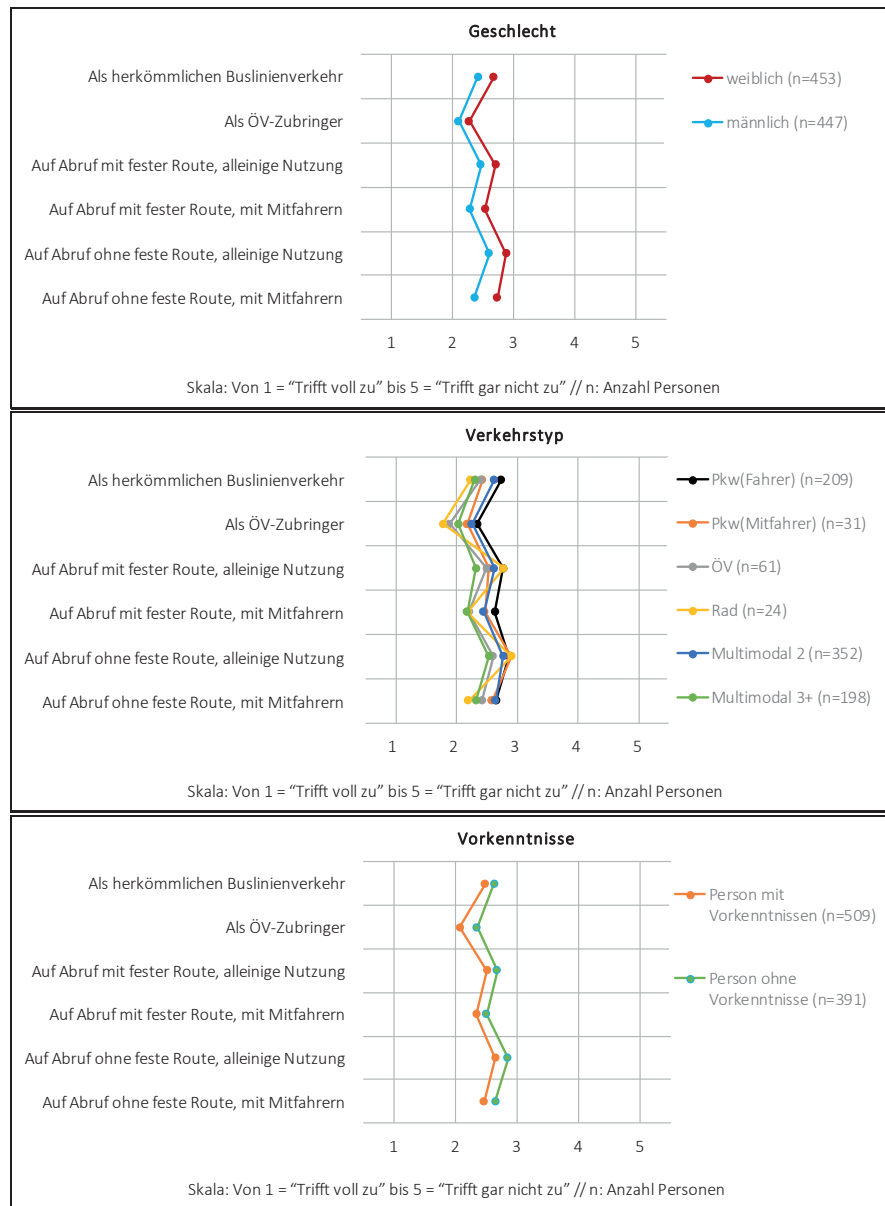 Geschlecht
Als herkömmlichen Buslinienverkehr
Als ÖV-Zubringer
Auf Abruf mit fester Route, alleinige Nutzung
Auf Abruf mit fester Route, mit Mitfahrern
Auf Abruf ohne feste Route, alleinige Nutzung
Auf Abruf ohne feste Route, mit Mitfahrern
weiblich (n=453)
männlich (n=447)
1 2 3 4 5
Skala: Von 1 = “Trifft voll zu” bis 5 = “Trifft gar nicht zu” // n: Anzahl Personen
Verkehrstyp
Als herkömmlichen Buslinienverkehr
Als ÖV-Zubringer
Auf Abruf mit fester Route, alleinige Nutzung
Auf Abruf mit fester Route, mit Mitfahrern
Auf Abruf ohne feste Route, alleinige Nutzung
Auf Abruf ohne feste Route, mit Mitfahrern
Pkw(Fahrer) (n=209)
Pkw(Mitfahrer) (n=31)
ÖV (n=61)
Rad (n=24)
Multimodal 2 (n=352)
Multimodal 3+ (n=198)
1 2 3 4 5
Skala: Von 1 = “Trifft voll zu” bis 5 = “Trifft gar nicht zu” // n: Anzahl Personen
Vorkenntnisse
Als herkömmlichen Buslinienverkehr
Als ÖV-Zubringer
Auf Abruf mit fester Route, alleinige Nutzung
Auf Abruf mit fester Route, mit Mitfahrern
Auf Abruf ohne feste Route, alleinige Nutzung
Auf Abruf ohne feste Route, mit Mitfahrern
Person mit
Vorkenntnissen (n=509)
Person ohne
Vorkenntnisse (n=391)
1 2 3 4 5
Skala: Von 1 = “Trifft voll zu” bis 5 = “Trifft gar nicht zu” // n: Anzahl Personen